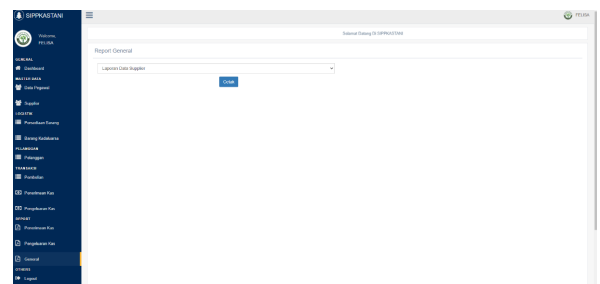 SIPPKASTANI
FELISIA
Selamat Datang Di SIPPKASTANI
Welcome,
FELISIA
Report General
GENERAL
Dashboard
Laporan Data Supplier
MASTER DATA
Data Pegawai
Cetak
Supplier
LOGISTIK
Persediaan Barang
Barang Kadaluarsa
PELANGGAN
Pelanggan
TRANSAKSI
Pembelian
Penerimaan Kas
Pengeluaran Kas
REPORT
Penerimaan Kas
Pengeluaran Kas
General
OTHERS
Logout